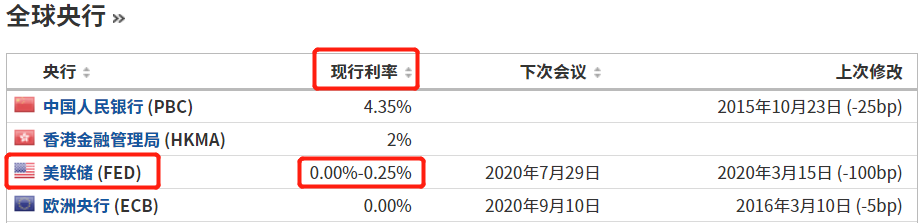 全球央行 »
央行 现行利率 下次会议 上次修改
中国人民银行 (PBC) 4.35% 2015年10月23日 (-25bp)
香港金融管理局 (HKMA) 2%
美联储 (FED) 0.00%-0.25% 2020年7月29日 2020年3月15日 (-100bp)
欧洲央行 (ECB) 0.00% 2020年9月10日 2016年3月10日 (-5bp)